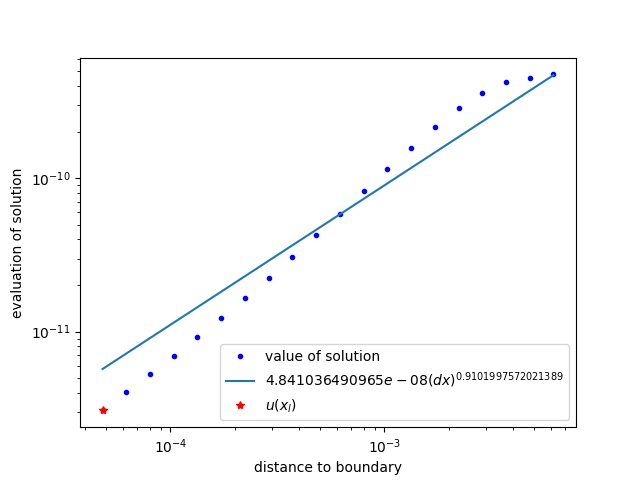 evaluation of solution
10⁻¹⁰
10⁻¹¹
value of solution
4.841036490965e − 08(dx)^0.9101997572021389
u(x_l)
10⁻⁴
10⁻³
distance to boundary